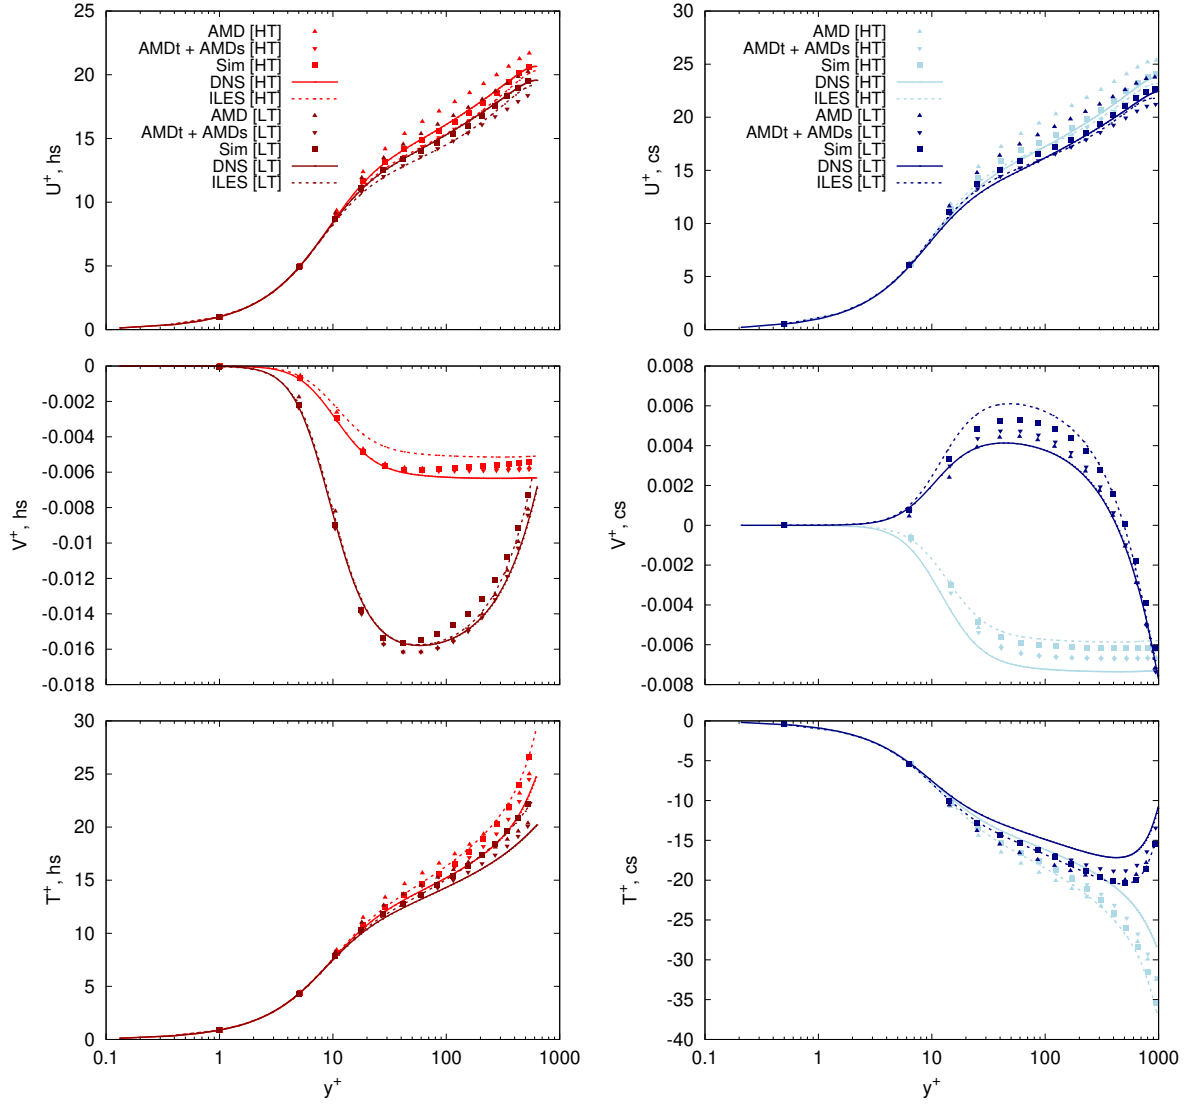 25
20
15
10
5
0
U⁺, hs
AMD [HT]
AMDt + AMDs [HT]
Sim [HT]
DNS [HT]
ILES [HT]
AMD [LT]
AMDt + AMDs [LT]
Sim [LT]
DNS [LT]
ILES [LT]
30
25
20
15
10
5
0
U⁺, cs
AMD [HT]
AMDt + AMDs [HT]
Sim [HT]
DNS [HT]
ILES [HT]
AMD [LT]
AMDt + AMDs [LT]
Sim [LT]
DNS [LT]
ILES [LT]
0
-0.002
-0.004
-0.006
-0.008
-0.01
-0.012
-0.014
-0.016
-0.018
V⁺, hs
0.008
0.006
0.004
0.002
0
-0.002
-0.004
-0.006
-0.008
V⁺, cs
30
25
20
15
10
5
0
T⁺, hs
0.1 1 10 100 1000
y⁺
0
-5
-10
-15
-20
-25
-30
-35
-40
T⁺, cs
0.1 1 10 100 1000
y⁺